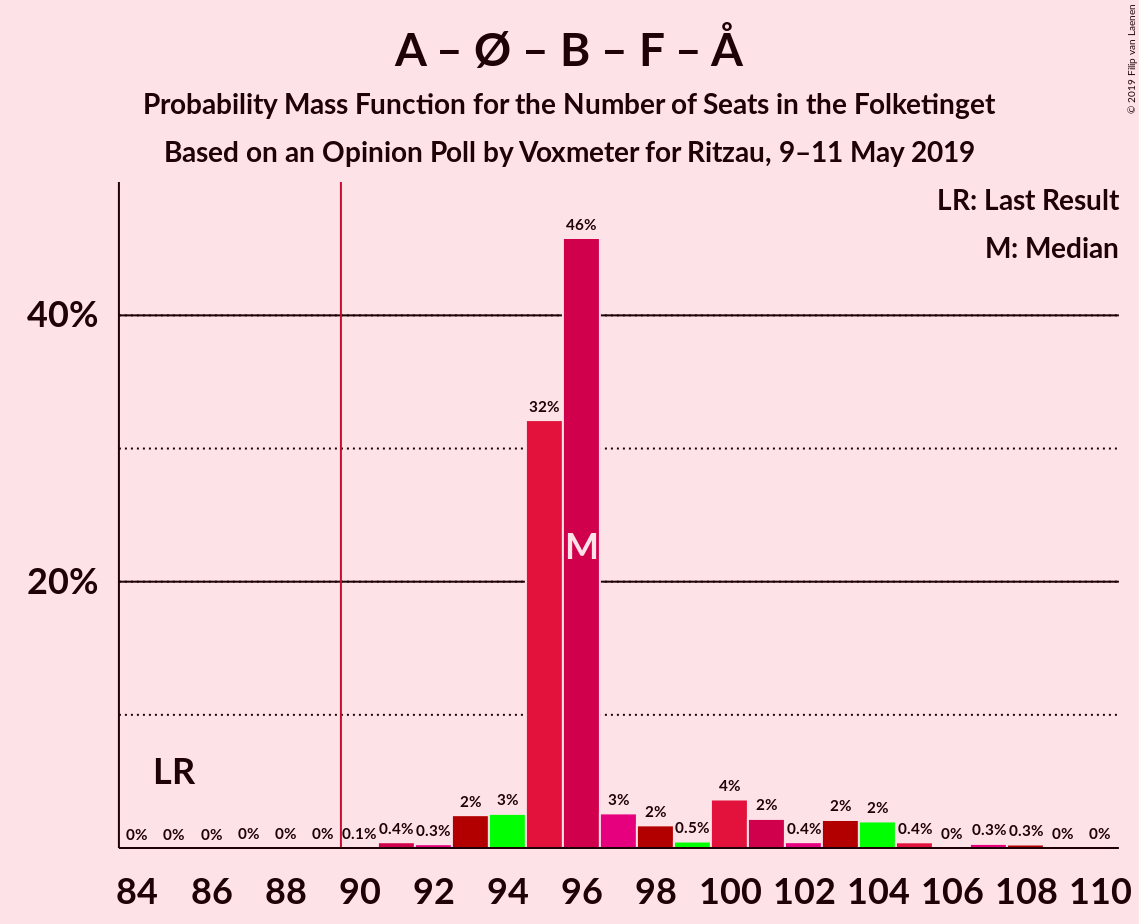 A – Ø – B – F – Å
Probability Mass Function for the Number of Seats in the Folketinget
Based on an Opinion Poll by Voxmeter for Ritzau, 9–11 May 2019
© 2019 Filip van Laenen
LR: Last Result
M: Median
40%
20%
LR
M
0% 0% 0% 0% 0% 0% 0.1% 0.4% 0.3% 2% 3% 32% 46% 3% 2% 0.5% 4% 2% 0.4% 2% 2% 0.4% 0% 0.3% 0.3% 0% 0%
84 86 88 90 92 94 96 98 100 102 104 106 108 110